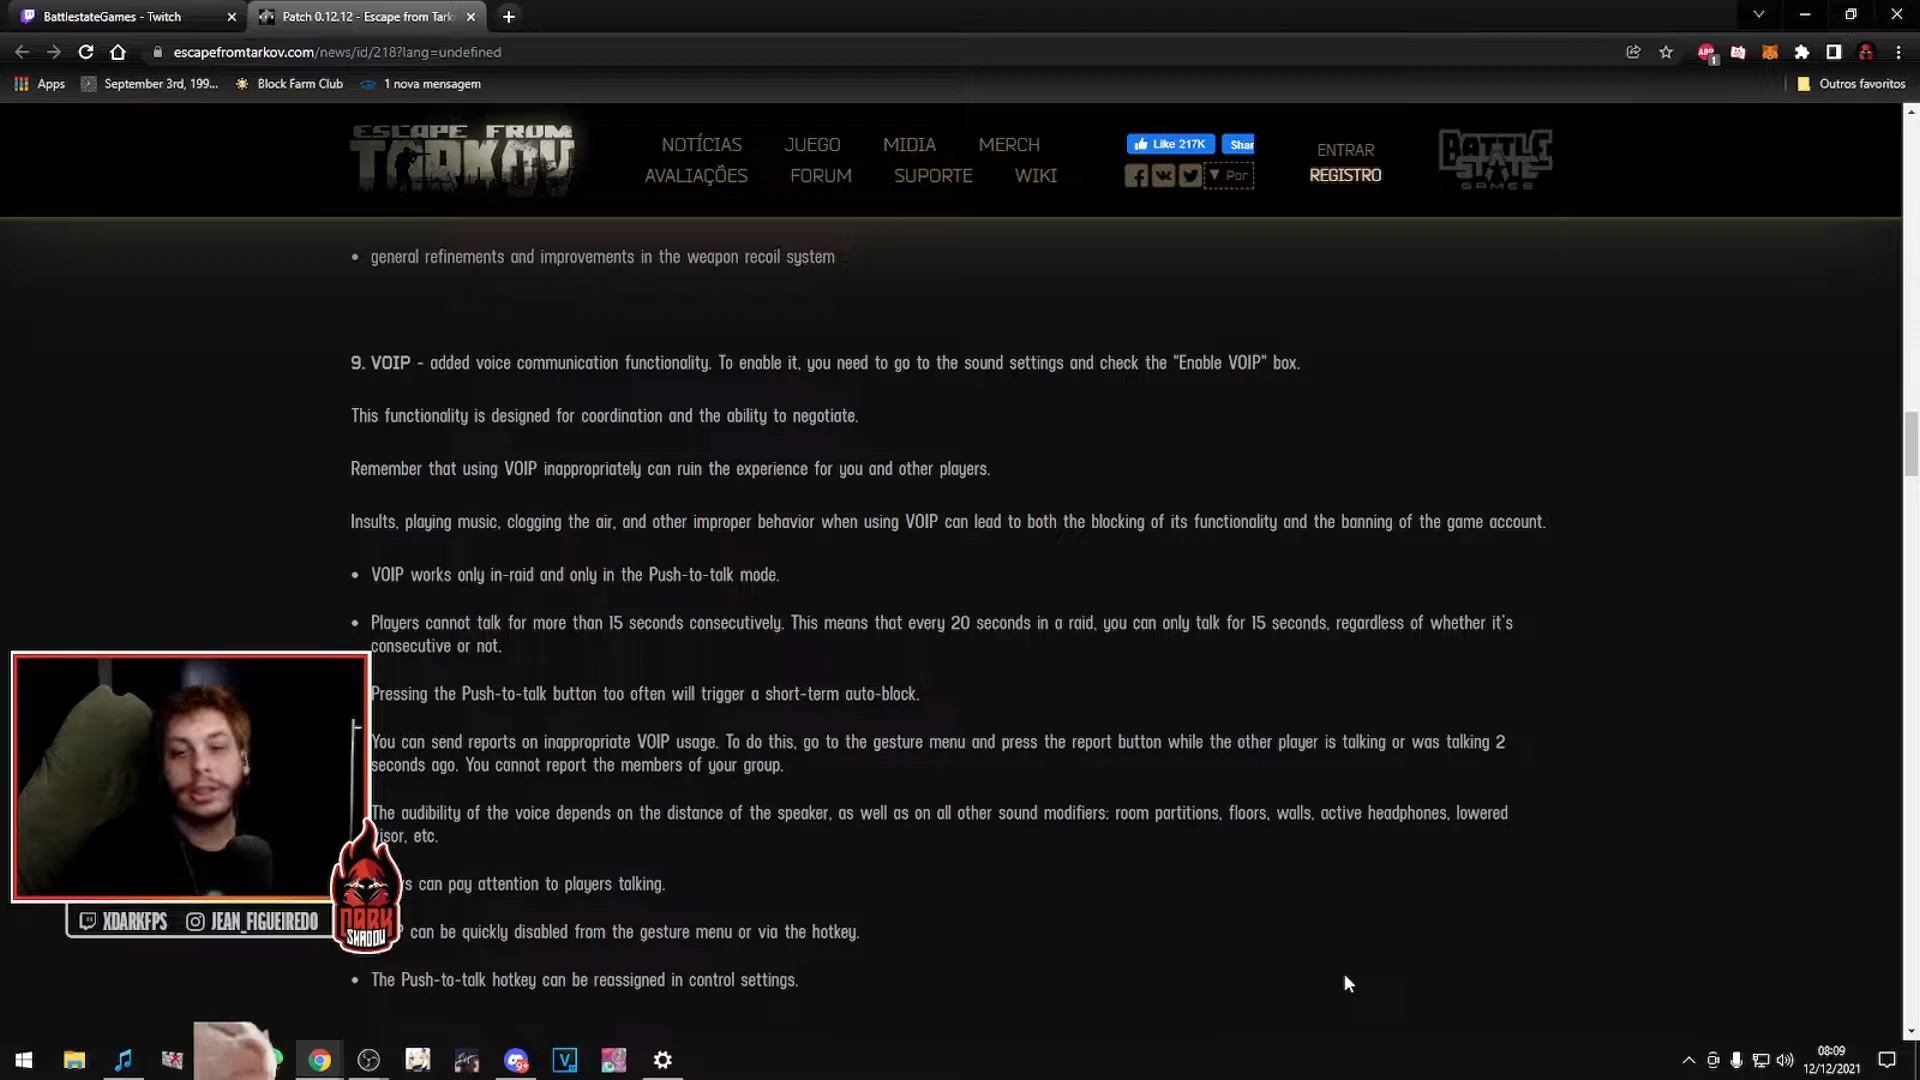 BattlestateGames - Twitch
Patch 0.12.12 - Escape from Tark
escapefromtarkov.com/news/id/218?lang=undefined
Apps
September 3rd, 199...
Block Farm Club
1 nova mensagem
Outros favoritos
ESCAPE FROM
TARKOV
NOTÍCIAS JUEGO MIDIA MERCH
AVALIAÇÕES FORUM SUPORTE WIKI
Like 217K
Shar
Por
ENTRAR
REGISTRO
BATTLE
STATE
GAMES
• general refinements and improvements in the weapon recoil system
9. VOIP - added voice communication functionality. To enable it, you need to go to the sound settings and check the "Enable VOIP" box.
This functionality is designed for coordination and the ability to negotiate.
Remember that using VOIP inappropriately can ruin the experience for you and other players.
Insults, playing music, clogging the air, and other improper behavior when using VOIP can lead to both the blocking of its functionality and the banning of the game account.
• VOIP works only in-raid and only in the Push-to-talk mode.
• Players cannot talk for more than 15 seconds consecutively. This means that every 20 seconds in a raid, you can only talk for 15 seconds, regardless of whether it's
consecutive or not.
Pressing the Push-to-talk button too often will trigger a short-term auto-block.
You can send reports on inappropriate VOIP usage. To do this, go to the gesture menu and press the report button while the other player is talking or was talking 2
seconds ago. You cannot report the members of your group.
The audibility of the voice depends on the distance of the speaker, as well as on all other sound modifiers: room partitions, floors, walls, active headphones, lowered
isor, etc.
s can pay attention to players talking.
P can be quickly disabled from the gesture menu or via the hotkey.
• The Push-to-talk hotkey can be reassigned in control settings.
XDARKFPS JEAN_FIGUEIREDO
DARK
SHADOW
08:09
12/12/2021